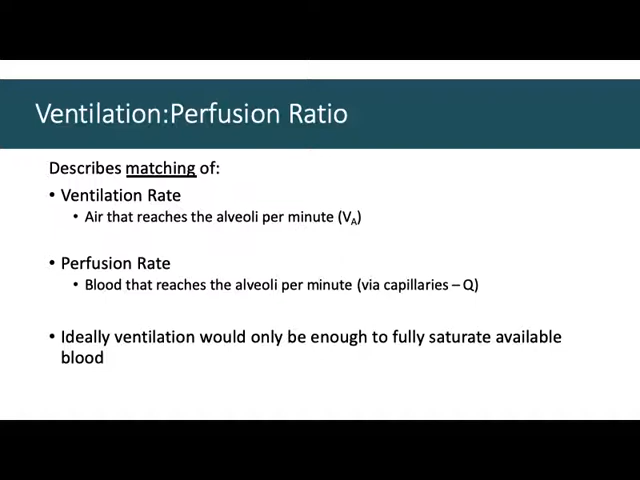 Ventilation:Perfusion Ratio
Describes matching of:
• Ventilation Rate
• Air that reaches the alveoli per minute (VA)
• Perfusion Rate
• Blood that reaches the alveoli per minute (via capillaries – Q)
• Ideally ventilation would only be enough to fully saturate available
blood